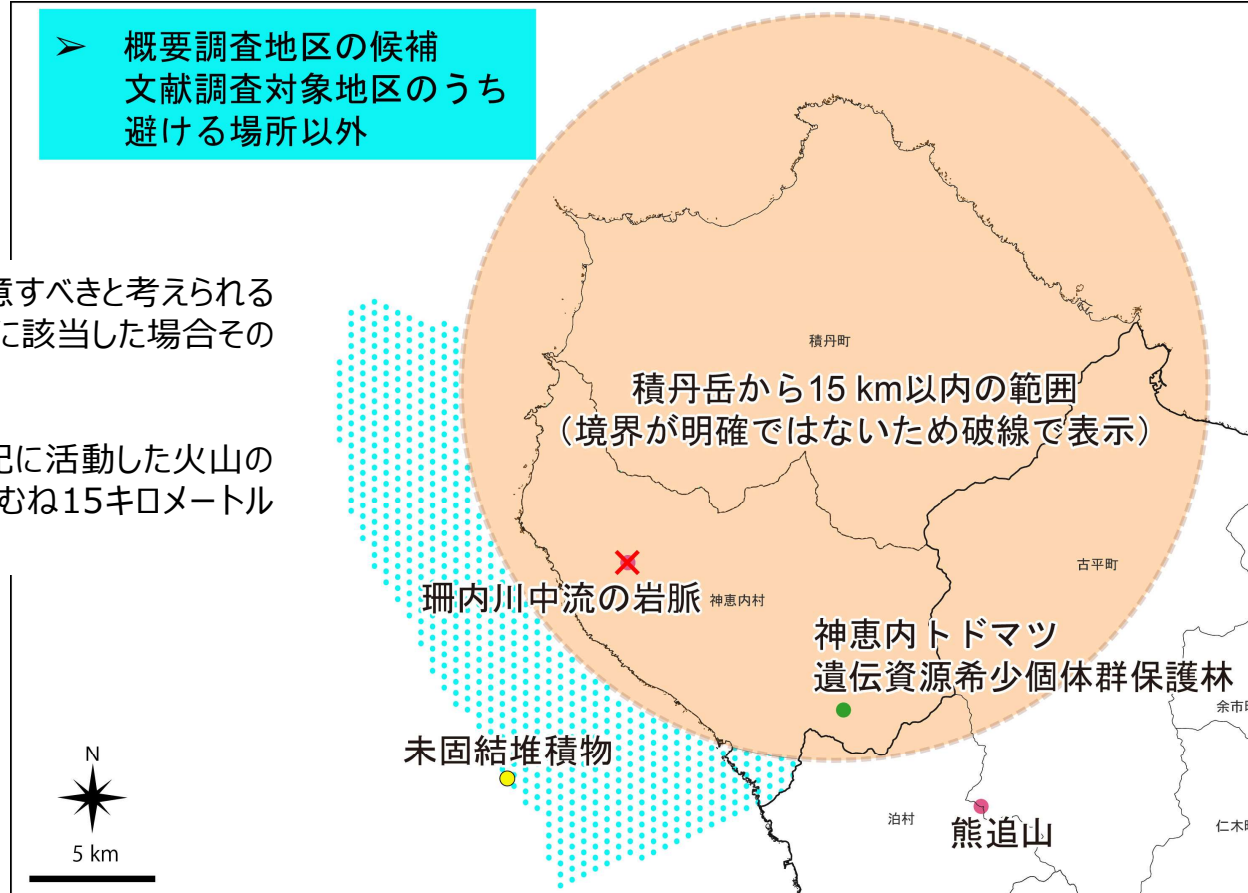 ➢ 概要調査地区の候補
文献調査対象地区のうち
避ける場所以外
意すべきと考えられる
に該当した場合その
記に活動した火山の
むね15キロメートル
積丹町
積丹岳から15 km以内の範囲
（境界が明確ではないため破線で表示）
古平町
珊内川中流の岩脈
神恵内村
神恵内トドマツ
遺伝資源希少個体群保護林
余市町
未固結堆積物
熊追山
泊村
仁木町
N
5 km